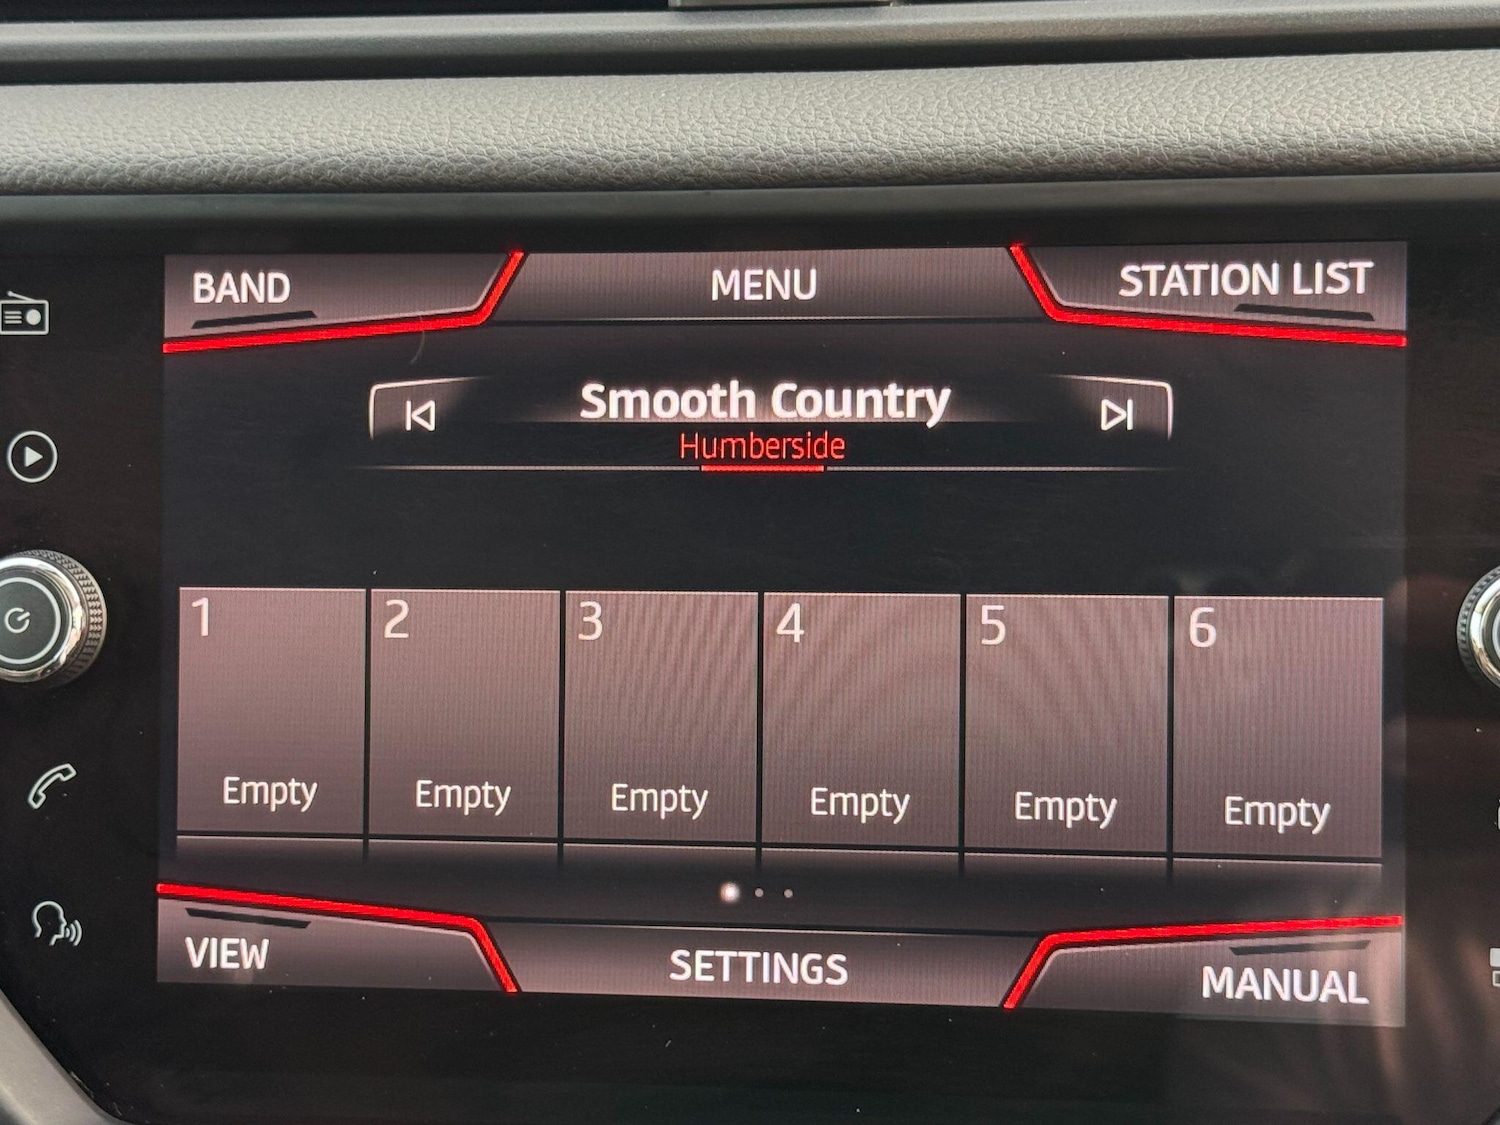 BAND
MENU
STATION LIST
Smooth Country
Humberside
1
2
3
4
5
6
Empty
Empty
Empty
Empty
Empty
Empty
VIEW
SETTINGS
MANUAL